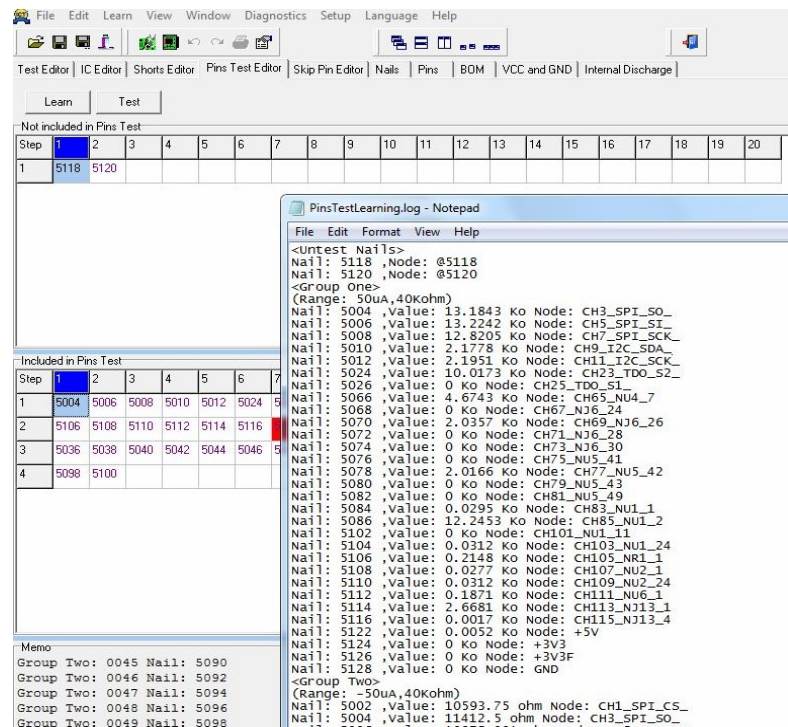 File Edit Learn View Window Diagnostics Setup Language Help
Test Editor IC Editor Shorts Editor Pins Test Editor Skip Pin Editor Nails Pins BOM VCC and GND Internal Discharge
Learn Test
Not included in Pins Test
Step 1 2 3 4 5 6 7 8 9 10 11 12 13 14 15 16 17 18 19 20
1 5118 5120
PinsTestLearning.log - Notepad
File Edit Format View Help
<Untest Nails>
Nail: 5118 ,Node: @5118
Nail: 5120 ,Node: @5120
<Group One>
(Range: 50uA,40Kohm)
Nail: 5004 ,Value: 13.1843 Ko Node: CH3_SPI_SO_
Nail: 5006 ,Value: 13.2242 Ko Node: CH5_SPI_SI_
Nail: 5008 ,Value: 12.8205 Ko Node: CH7_SPI_SCK_
Nail: 5010 ,Value: 2.1778 Ko Node: CH9_I2C_SDA_
Nail: 5012 ,Value: 2.1951 Ko Node: CH11_I2C_SCK_
Nail: 5024 ,Value: 10.0173 Ko Node: CH23_TDO_S2_
Nail: 5026 ,Value: 0 Ko Node: CH25_TDO_S1_
Nail: 5066 ,Value: 4.6743 Ko Node: CH65_NU4_7
Nail: 5068 ,Value: 0 Ko Node: CH67_NJ6_24
Nail: 5070 ,Value: 2.0357 Ko Node: CH69_NJ6_26
Nail: 5072 ,Value: 0 Ko Node: CH71_NJ6_28
Nail: 5074 ,Value: 0 Ko Node: CH73_NJ6_30
Nail: 5076 ,Value: 0 Ko Node: CH75_NU5_41
Nail: 5078 ,Value: 2.0166 Ko Node: CH77_NU5_42
Nail: 5080 ,Value: 0 Ko Node: CH79_NU5_43
Nail: 5082 ,Value: 0 Ko Node: CH81_NU5_49
Nail: 5084 ,Value: 0.0295 Ko Node: CH83_NU1_1
Nail: 5086 ,Value: 12.2453 Ko Node: CH85_NU1_2
Nail: 5102 ,Value: 0 Ko Node: CH101_NU1_11
Nail: 5104 ,Value: 0.0312 Ko Node: CH103_NU1_24
Nail: 5106 ,Value: 0.2148 Ko Node: CH105_NR1_1
Nail: 5108 ,Value: 0.0277 Ko Node: CH107_NU2_1
Nail: 5110 ,Value: 0.0312 Ko Node: CH109_NU2_24
Nail: 5112 ,Value: 0.1871 Ko Node: CH111_NU6_1
Nail: 5114 ,Value: 2.6681 Ko Node: CH113_NJ13_1
Nail: 5116 ,Value: 0.0017 Ko Node: CH115_NJ13_4
Nail: 5122 ,Value: 0.0052 Ko Node: +5V
Nail: 5124 ,Value: 0 Ko Node: +3V3
Nail: 5126 ,Value: 0 Ko Node: +3V3F
Nail: 5128 ,Value: 0 Ko Node: GND
<Group Two>
(Range: -50uA,40Kohm)
Nail: 5002 ,Value: 10593.75 ohm Node: CH1_SPI_CS_
Nail: 5004 ,Value: 11412.5 ohm Node: CH3_SPI_SO_
Included in Pins Test
Step 1 2 3 4 5 6 7
1 5004 5006 5008 5010 5012 5024 5
2 5106 5108 5110 5112 5114 5116
3 5036 5038 5040 5042 5044 5046 5
4 5098 5100
Memo
Group Two: 0045 Nail: 5090
Group Two: 0046 Nail: 5092
Group Two: 0047 Nail: 5094
Group Two: 0048 Nail: 5096
Group Two: 0049 Nail: 5098